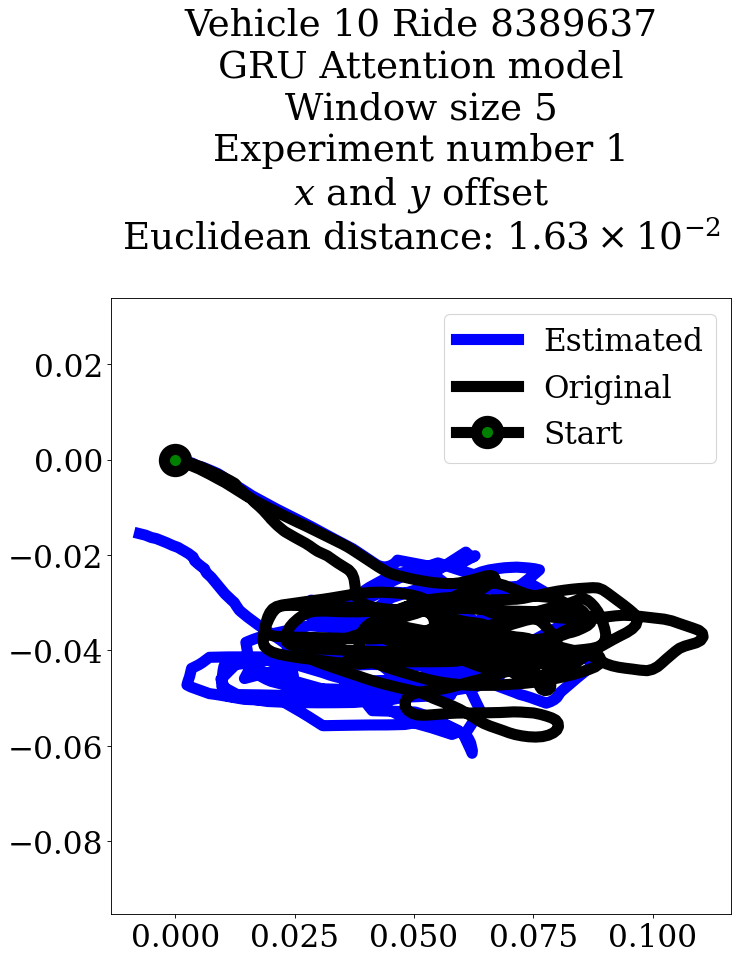 Vehicle 10 Ride 8389637
GRU Attention model
Window size 5
Experiment number 1
x and y offset
Euclidean distance: 1.63 × 10⁻²
Estimated
Original
Start
0.02
0.00
−0.02
−0.04
−0.06
−0.08
0.000 0.025 0.050 0.075 0.100